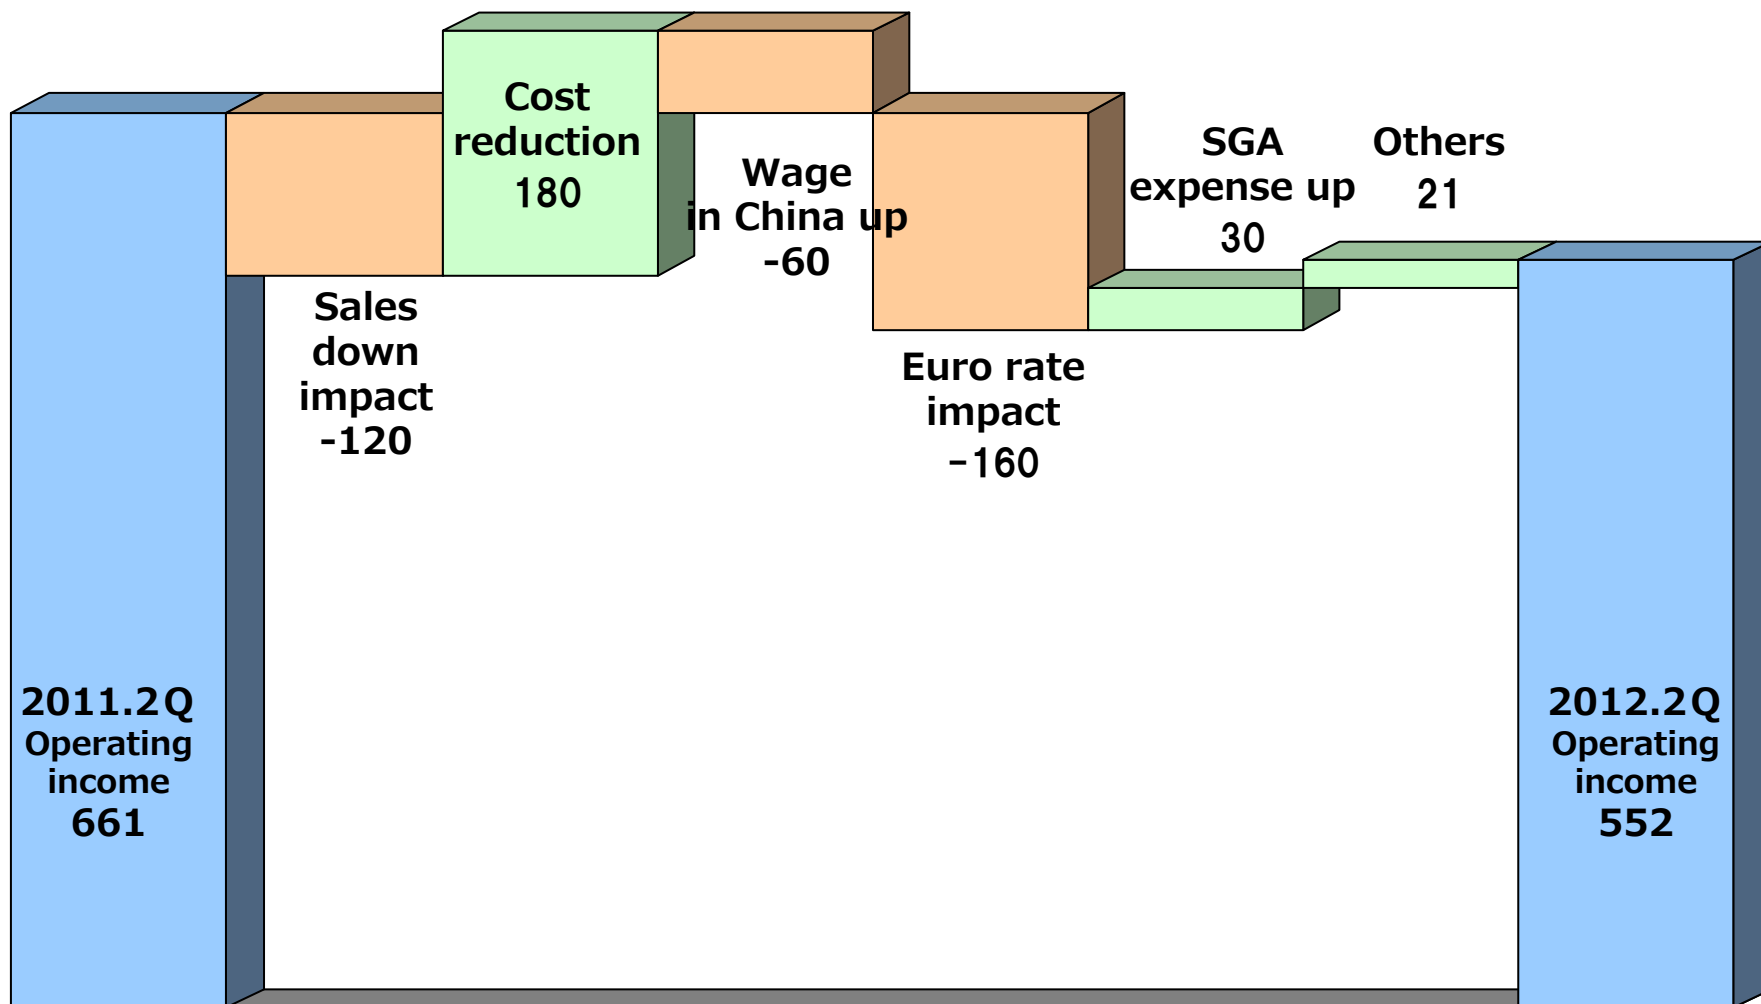 2011.2Q
Operating
income
661
Sales
down
impact
-120
Cost
reduction
180
Wage
in China up
-60
Euro rate
impact
-160
SGA
expense up
30
Others
21
2012.2Q
Operating
income
552